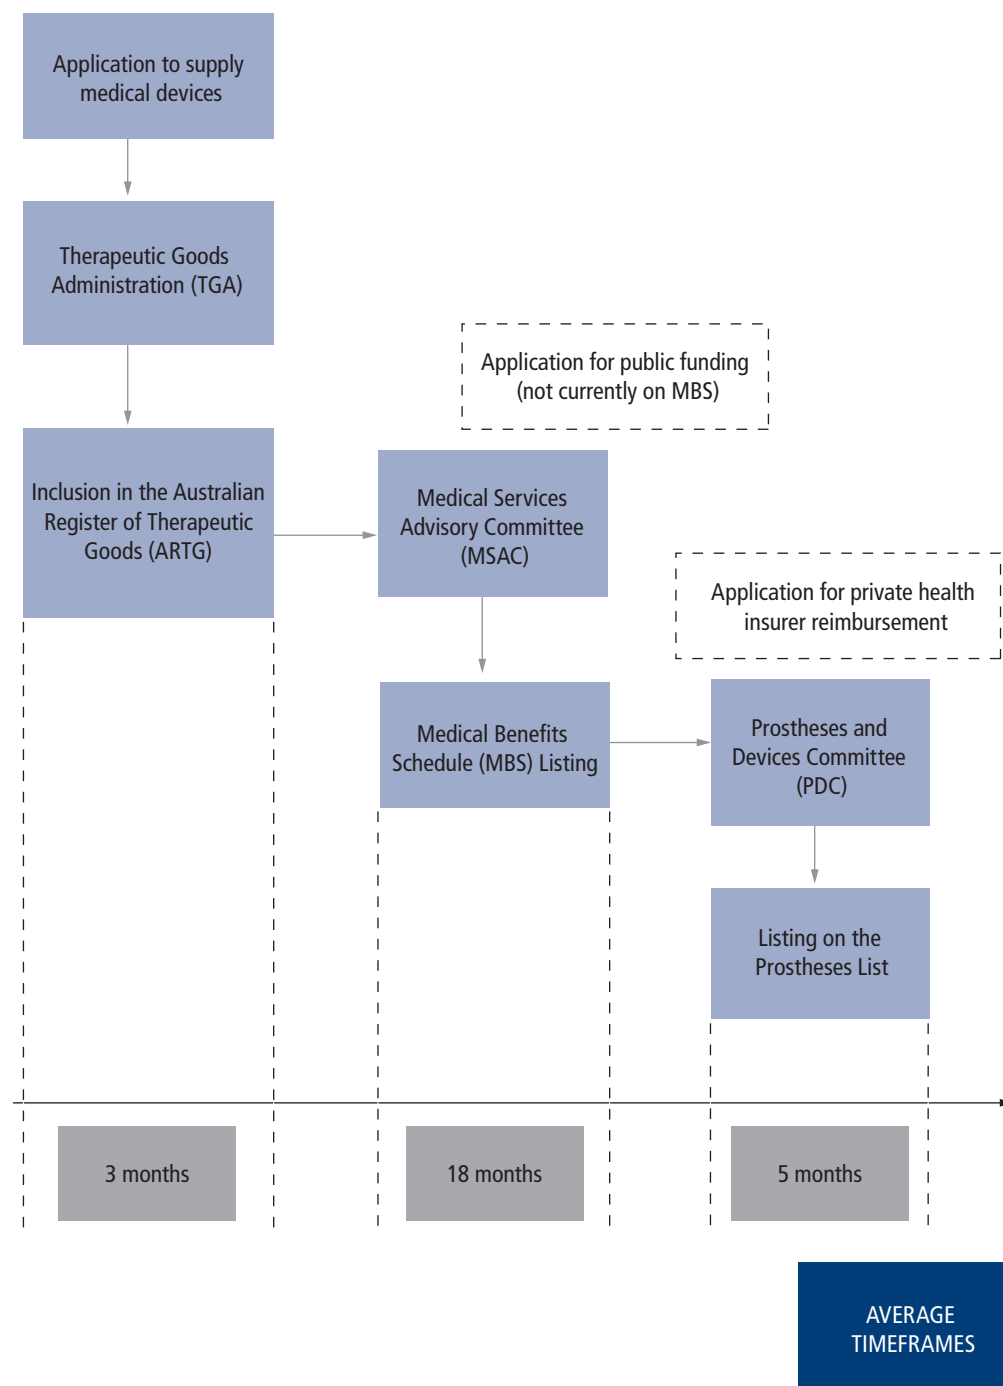 Application to supply
medical devices
Therapeutic Goods
Administration (TGA)
Application for public funding
(not currently on MBS)
Inclusion in the Australian
Register of Therapeutic
Goods (ARTG)
Medical Services
Advisory Committee
(MSAC)
Application for private health
insurer reimbursement
Medical Benefits
Schedule (MBS) Listing
Prostheses and
Devices Committee
(PDC)
Listing on the
Prostheses List
3 months
18 months
5 months
AVERAGE
TIMEFRAMES